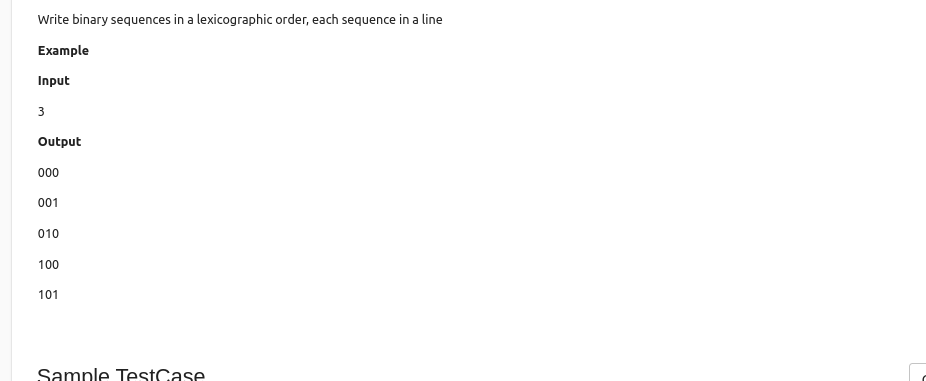 Write binary sequences in a lexicographic order, each sequence in a line
Example
Input
3
Output
000
001
010
100
101
Sample TestCase